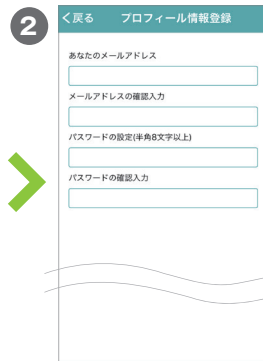 2
く戻る プロフィール情報登録
あなたのメールアドレス
メールアドレスの確認入力
パスワードの設定(半角8文字以上)
パスワードの確認入力